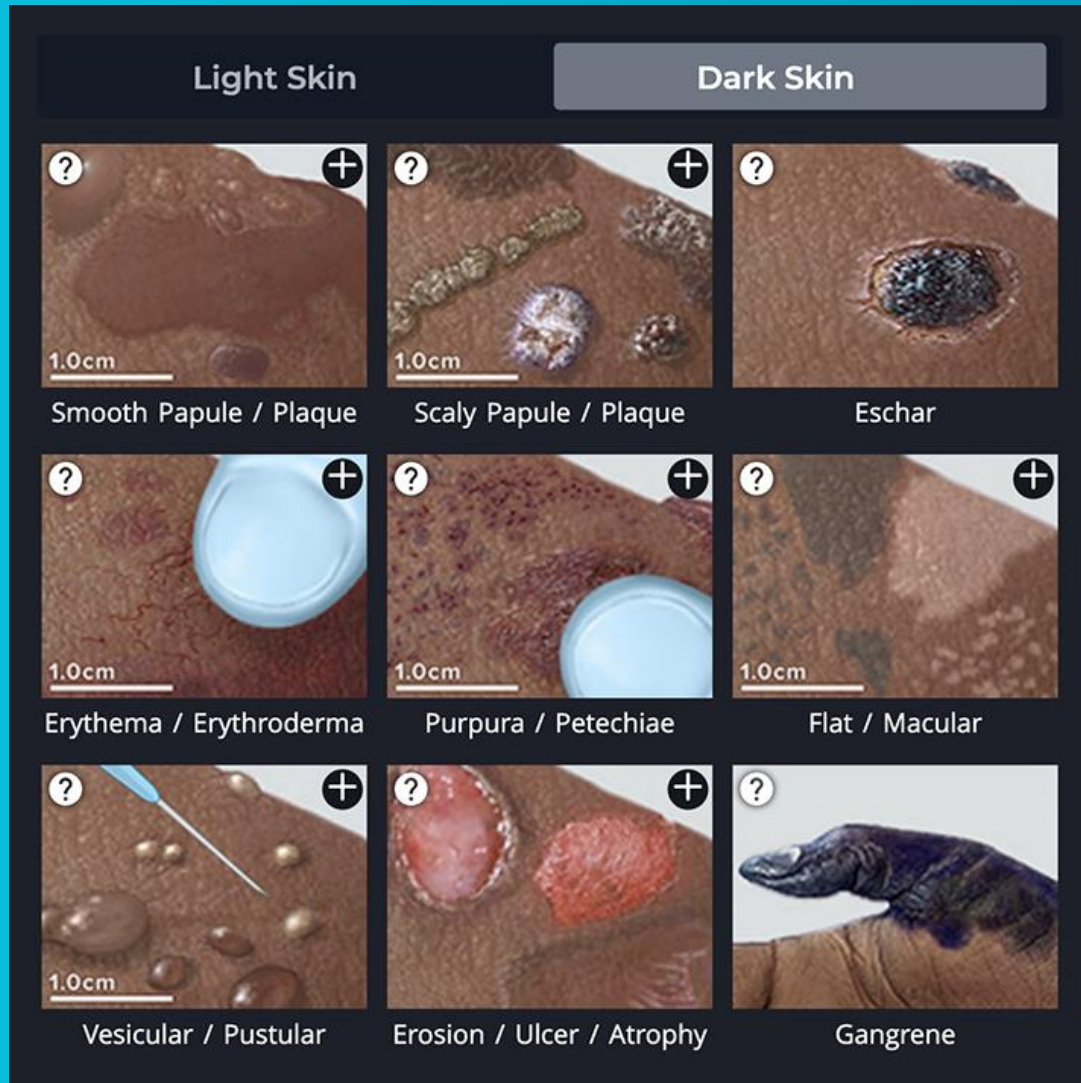 Light Skin
Dark Skin
?
+
?
+
?
1.0cm
1.0cm
Smooth Papule / Plaque
Scaly Papule / Plaque
Eschar
?
+
?
+
?
+
1.0cm
1.0cm
1.0cm
Erythema / Erythroderma
Purpura / Petechiae
Flat / Macular
?
+
?
+
?
1.0cm
Vesicular / Pustular
Erosion / Ulcer / Atrophy
Gangrene